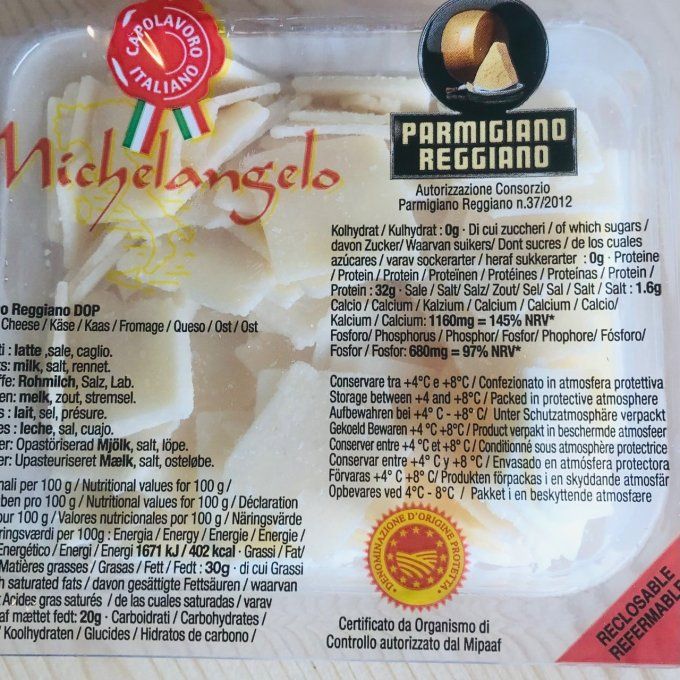 CAPOLAVORO
ITALIANO
Michelangelo
PARMIGIANO
REGGIANO
Autorizzazione Consorzio
Parmigiano Reggiano n.37/2012
Kolhydrat / Kulhydrat : 0g · Di cui zuccheri / of which sugars /
davon Zucker/ Waarvan suikers/ Dont sucres / de los cuales
azúcares / varav sockerarter / heraf sukkerarter : 0g · Proteine
/ Protein / Protein / Proteïnen / Protéines / Proteínas / Protein /
Protein : 32g · Sale / Salt/ Salz/ Zout/ Sel/ Sal / Salt / Salt : 1.6g
Calcio / Calcium / Kalzium / Calcium / Calcium / Calcio/
Kalcium / Calcium: 1160mg = 145% NRV*
Fosforo/ Phosphorus / Phosphor/ Fosfor/ Phophore/ Fósforo/
Fosfor / Fosfor: 680mg = 97% NRV*
Reggiano DOP
Cheese / Käse / Kaas / Fromage / Queso / Ost / Ost
: latte ,sale, caglio.
: milk, salt, rennet.
: Rohmilch, Salz, Lab.
: melk, zout, stremsel.
: lait, sel, présure.
: leche, sal, cuajo.
: Opastöriserad Mjölk, salt, löpe.
: Upasteuriseret Mælk, salt, osteløbe.
Conservare tra +4°C e +8°C / Confezionato in atmosfera protettiva
Storage between +4 and +8°C / Packed in protective atmosphere
Aufbewahren bei +4° C - +8° C/ Unter Schutzatmosphäre verpackt
Gekoeld Bewaren +4 °C +8°C / Product verpakt in beschermde atmosfeer
Conserver entre +4° C et +8° C / Conditionné sous atmosphère protectrice
Conservar entre +4° C y +8 °C / Envasado en atmósfera protectora
Förvaras +4° C +8° C/ Produkten förpackas i en skyddande atmosfär
Opbevares ved 4°C - 8°C / Pakket i en beskyttende atmosfære
per 100 g / Nutritional values for 100 g /
pro 100 g / Nutritional values for 100 g / Déclaration
100 g / Valores nutricionales por 100 g / Näringsvärde
per 100g : Energia / Energy / Energie / Énergie /
Energético / Energi / Energi 1671 kJ / 402 kcal · Grassi / Fat/
Matières grasses / Grasas / Fett / Fedt : 30g · di cui Grassi
saturated fats / davon gesättigte Fettsäuren / waarvan
Acides gras saturés / de las cuales saturadas / varav
mættet fedt: 20g · Carboidrati / Carbohydrates /
Koolhydraten / Glucides / Hidratos de carbono /
DENOMINAZIONE D'ORIGINE PROTETTA
Certificato da Organismo di
Controllo autorizzato dal Mipaaf
RECLOSABLE
REFERMABLE